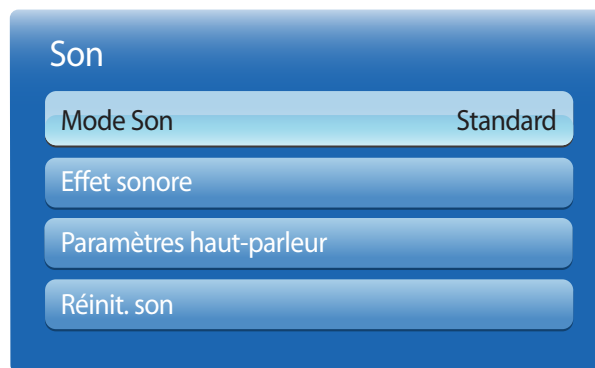 Son
Mode Son Standard
Effet sonore
Paramètres haut-parleur
Réinit. son